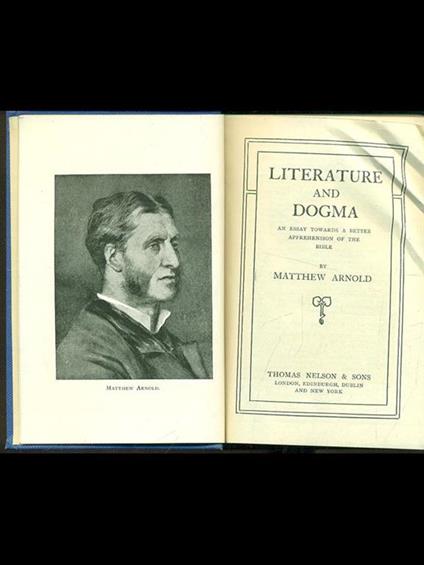 MATTHEW ARNOLD.
LITERATURE
AND
DOGMA
AN ESSAY TOWARDS A BETTER
APPREHENSION OF THE
BIBLE
BY
MATTHEW ARNOLD
THOMAS NELSON & SONS
LONDON, EDINBURGH, DUBLIN
AND NEW YORK